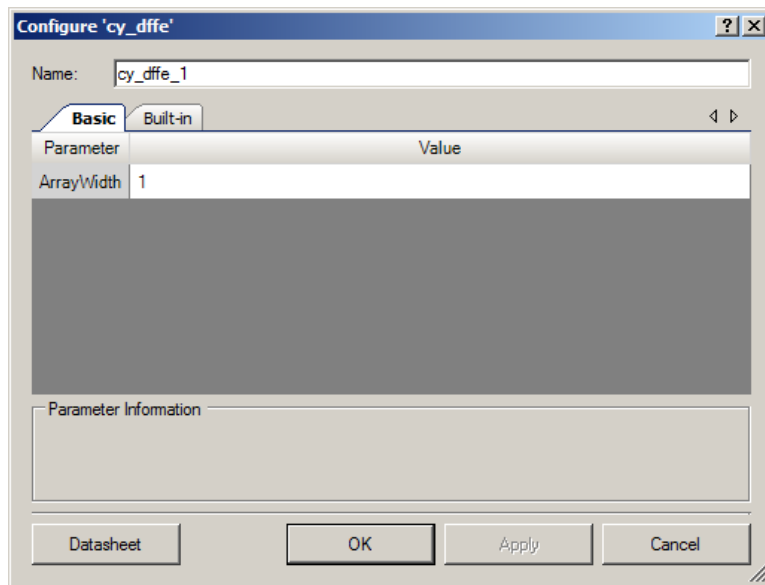 Configure 'cy_dffe'
Name: cy_dffe_1
Basic Built-in
Parameter Value
ArrayWidth 1
Parameter Information
Datasheet OK Apply Cancel